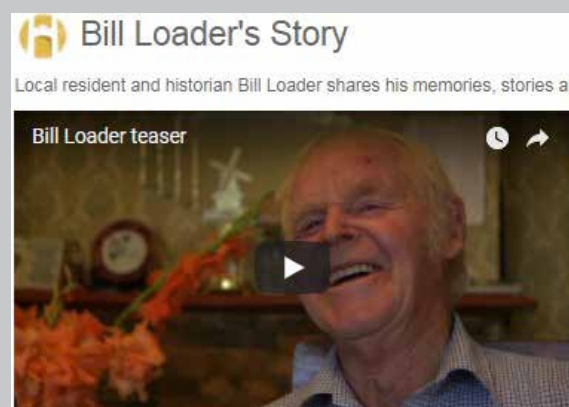 Bill Loader's Story
Local resident and historian Bill Loader shares his memories, stories a
Bill Loader teaser